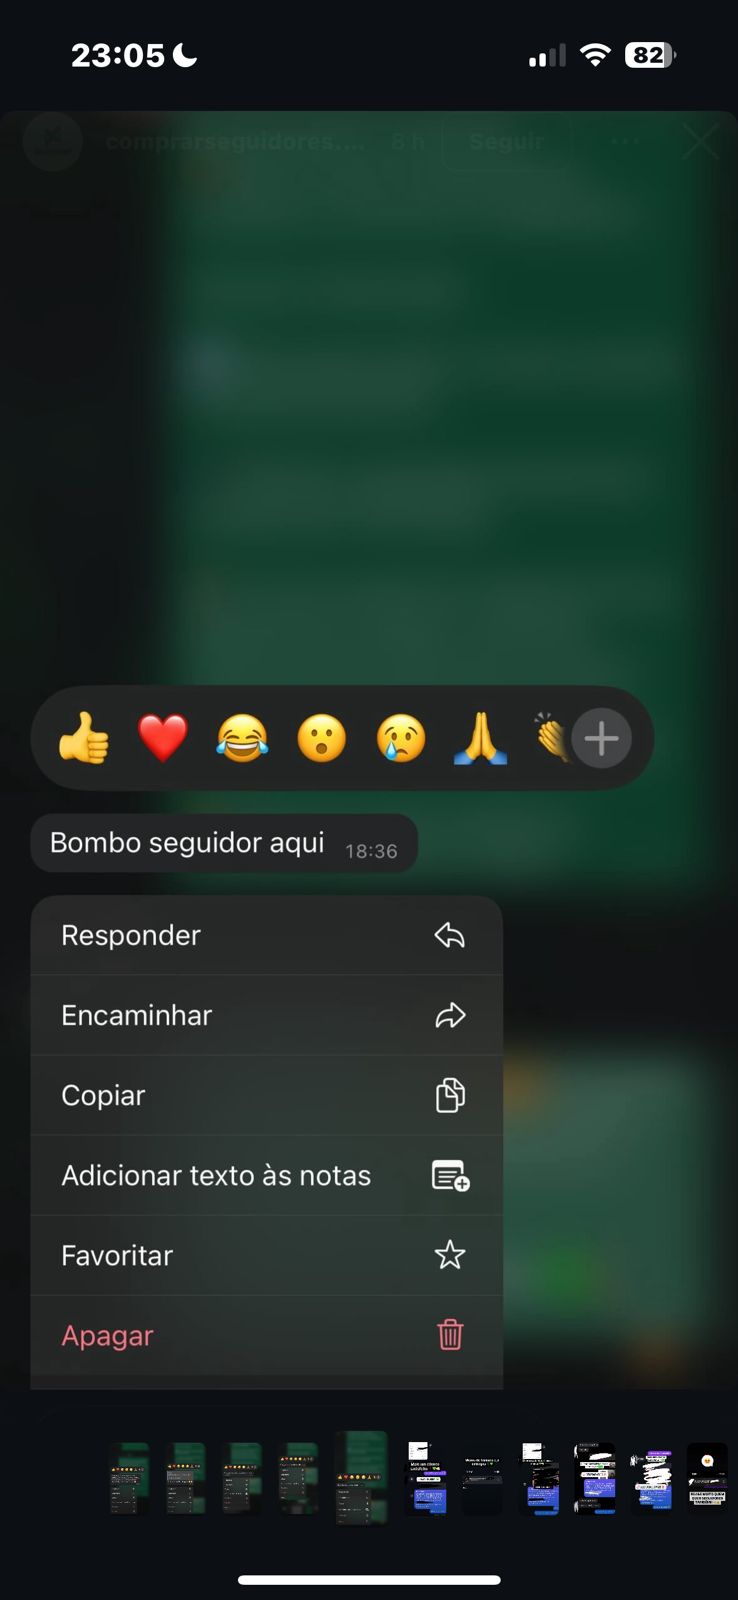 23:05
82
comprarseguidores.... 8 h Seguir
Bombo seguidor aqui 18:36
Responder
Encaminhar
Copiar
Adicionar texto às notas
Favoritar
Apagar